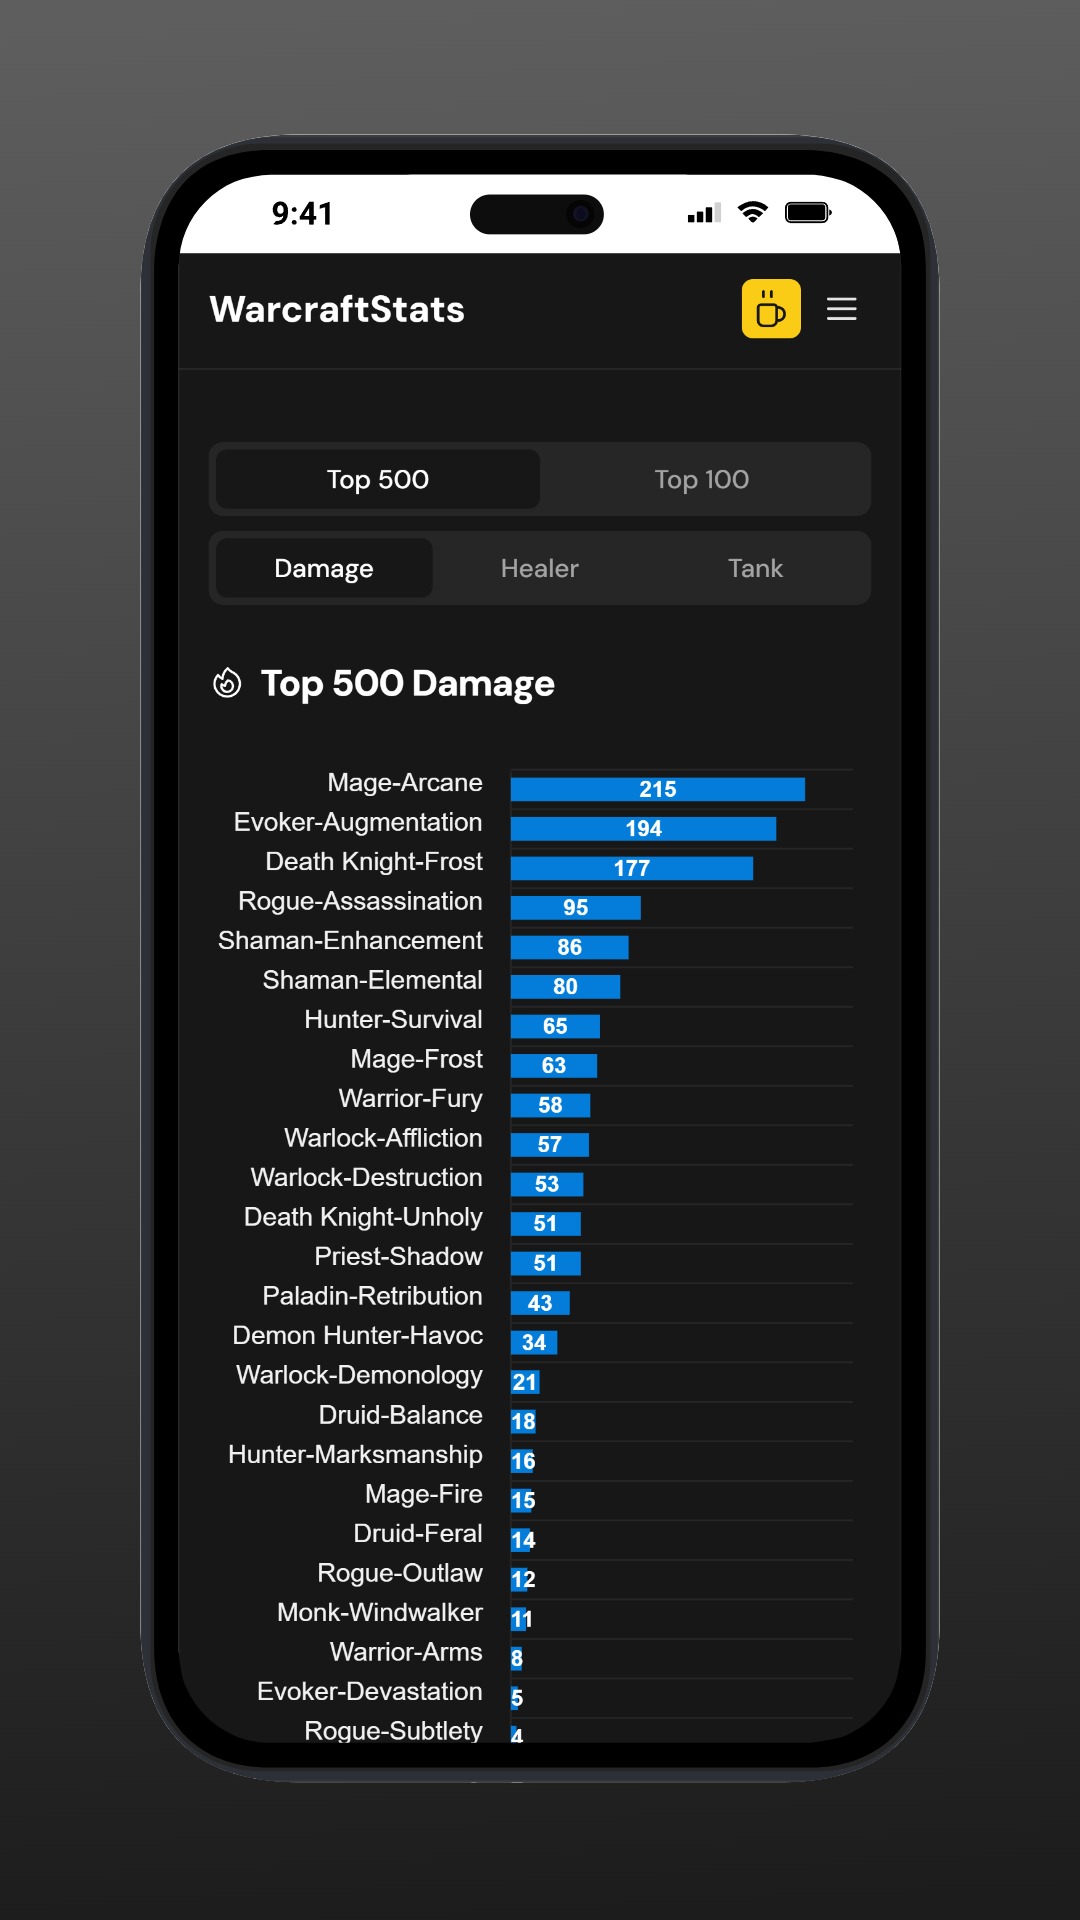 9:41
WarcraftStats
Top 500 Top 100
Damage Healer Tank
Top 500 Damage
Mage-Arcane 215
Evoker-Augmentation 194
Death Knight-Frost 177
Rogue-Assassination 95
Shaman-Enhancement 86
Shaman-Elemental 80
Hunter-Survival 65
Mage-Frost 63
Warrior-Fury 58
Warlock-Affliction 57
Warlock-Destruction 53
Death Knight-Unholy 51
Priest-Shadow 51
Paladin-Retribution 43
Demon Hunter-Havoc 34
Warlock-Demonology 21
Druid-Balance 18
Hunter-Marksmanship 16
Mage-Fire 15
Druid-Feral 14
Rogue-Outlaw 12
Monk-Windwalker 11
Warrior-Arms 8
Evoker-Devastation 5
Rogue-Subtlety 4